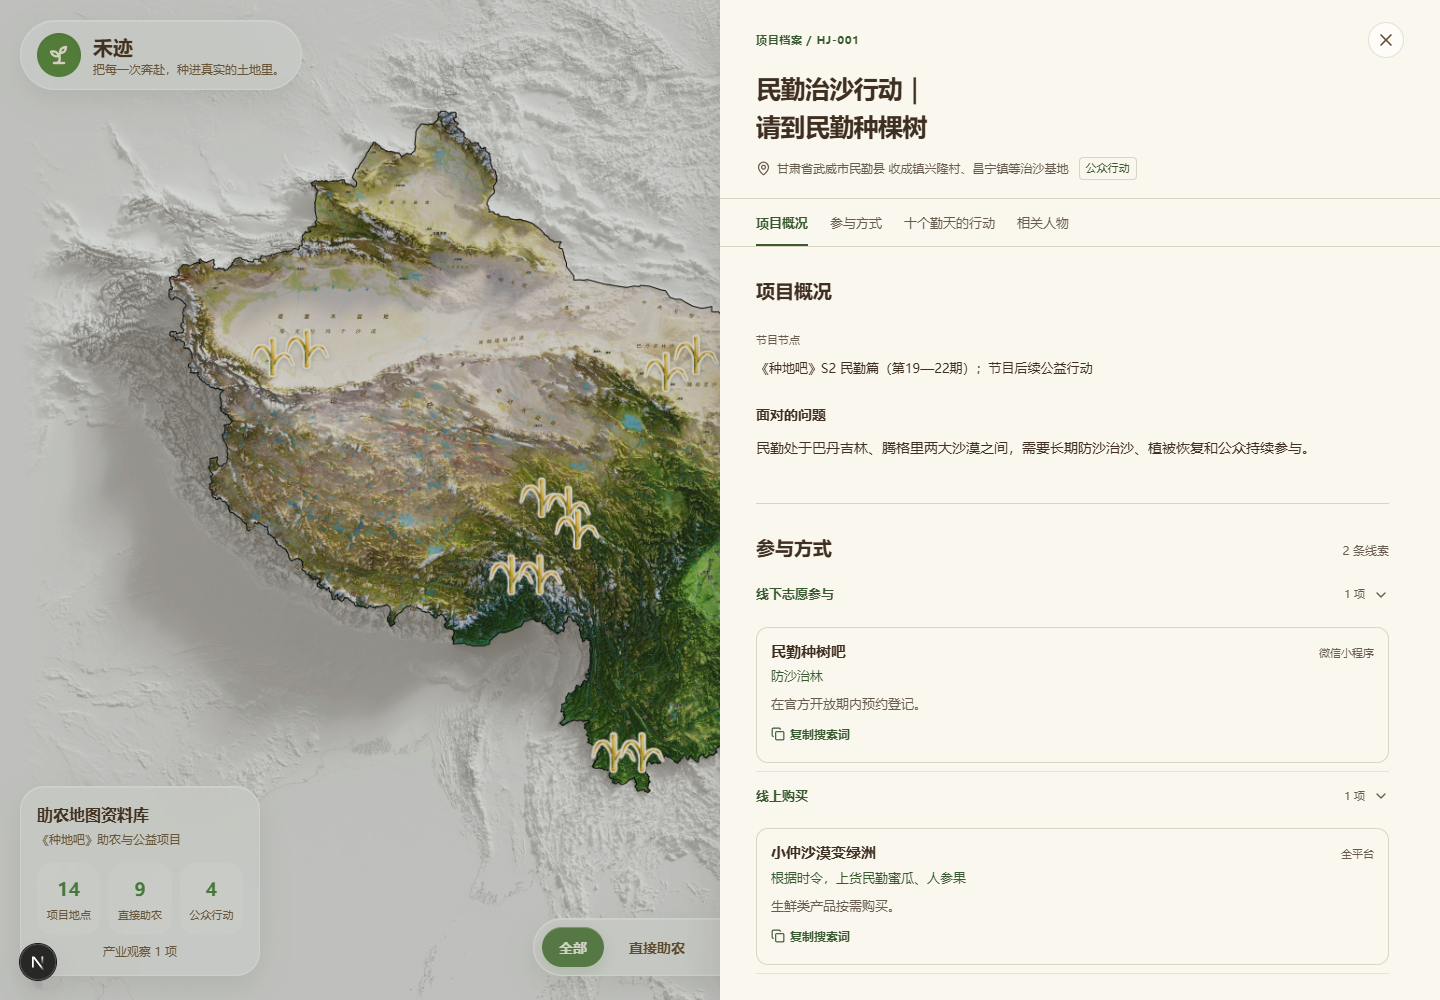 禾迹
把每一次奔赴，种进真实的土地里。
助农地图资料库
《种地吧》助农与公益项目
14
项目地点
9
直接助农
4
公众行动
产业观察 1 项
N
全部
直接助农
项目档案 / HJ-001
民勤治沙行动｜
请到民勤种棵树
甘肃省武威市民勤县 收成镇兴隆村、昌宁镇等治沙基地
公众行动
项目概况
参与方式
十个勤天的行动
相关人物
项目概况
节目节点
《种地吧》S2 民勤篇（第19—22期）；节目后续公益行动
面对的问题
民勤处于巴丹吉林、腾格里两大沙漠之间，需要长期防沙治沙、植被恢复和公众持续参与。
参与方式
2 条线索
线下志愿参与
1 项
民勤种树吧
微信小程序
防沙治林
在官方开放期内预约登记。
复制搜索词
线上购买
1 项
小仲沙漠变绿洲
全平台
根据时令，上货民勤蜜瓜、人参果
生鲜类产品按需购买。
复制搜索词